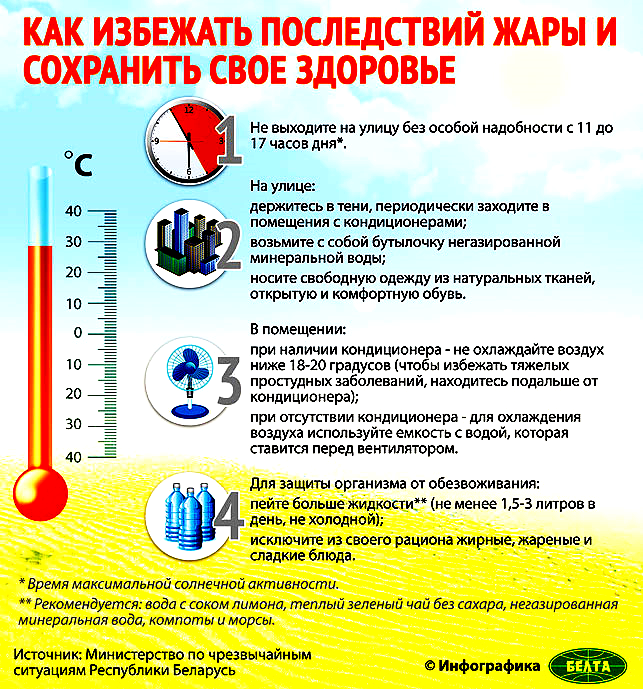 КАК ИЗБЕЖАТЬ ПОСЛЕДСТВИЙ ЖАРЫ И
СОХРАНИТЬ СВОЕ ЗДОРОВЬЕ
°C
40
30
20
10
0
10
20
30
40
12
3
6
9
1
Не выходите на улицу без особой надобности с 11 до
17 часов дня*.
2
На улице:
держитесь в тени, периодически заходите в
помещения с кондиционерами;
возьмите с собой бутылочку негазированной
минеральной воды;
носите свободную одежду из натуральных тканей,
открытую и комфортную обувь.
3
В помещении:
при наличии кондиционера - не охлаждайте воздух
ниже 18-20 градусов (чтобы избежать тяжелых
простудных заболеваний, находитесь подальше от
кондиционера);
при отсутствии кондиционера - для охлаждения
воздуха используйте емкость с водой, которая
ставится перед вентилятором.
4
Для защиты организма от обезвоживания:
пейте больше жидкости** (не менее 1,5-3 литров в
день, не холодной);
исключите из своего рациона жирные, жареные и
сладкие блюда.
* Время максимальной солнечной активности.
** Рекомендуется: вода с соком лимона, теплый зеленый чай без сахара, негазированная
минеральная вода, компоты и морсы.
Источник: Министерство по чрезвычайным
ситуациям Республики Беларусь
© Инфографика
БЕЛТА